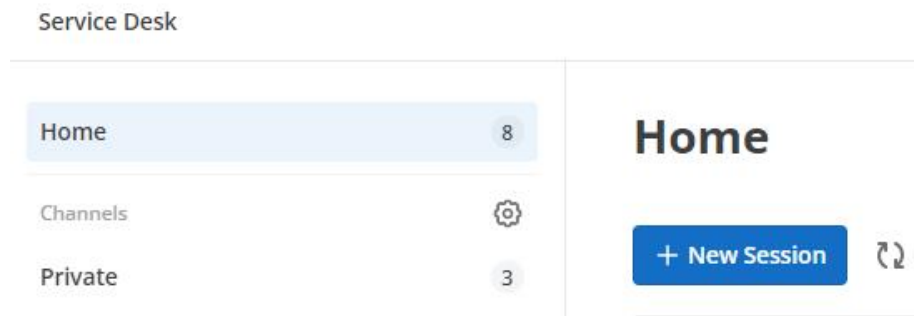 Service Desk
Home 8
Channels
Private 3
Home
+ New Session